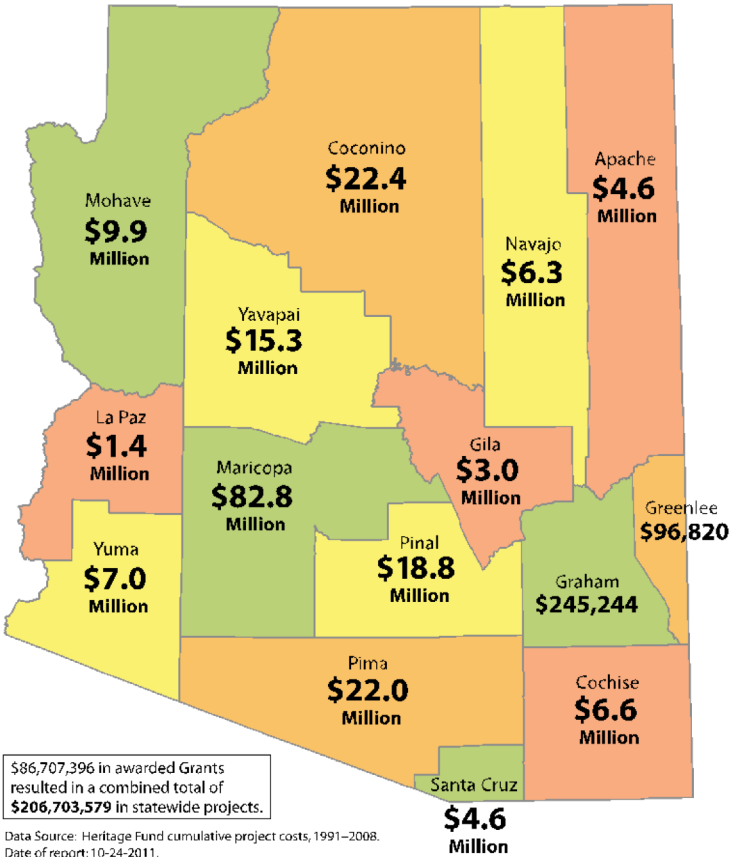 Coconino
$22.4
Million
Apache
$4.6
Million
Mohave
$9.9
Million
Navajo
$6.3
Million
Yavapai
$15.3
Million
La Paz
$1.4
Million
Gila
$3.0
Million
Maricopa
$82.8
Million
Greenlee
$96,820
Yuma
$7.0
Million
Pinal
$18.8
Million
Graham
$245,244
Pima
$22.0
Million
Cochise
$6.6
Million
Santa Cruz
$4.6
Million
$86,707,396 in awarded Grants
resulted in a combined total of
$206,703,579 in statewide projects.
Data Source: Heritage Fund cumulative project costs, 1991–2008.
Date of report: 10-24-2011.